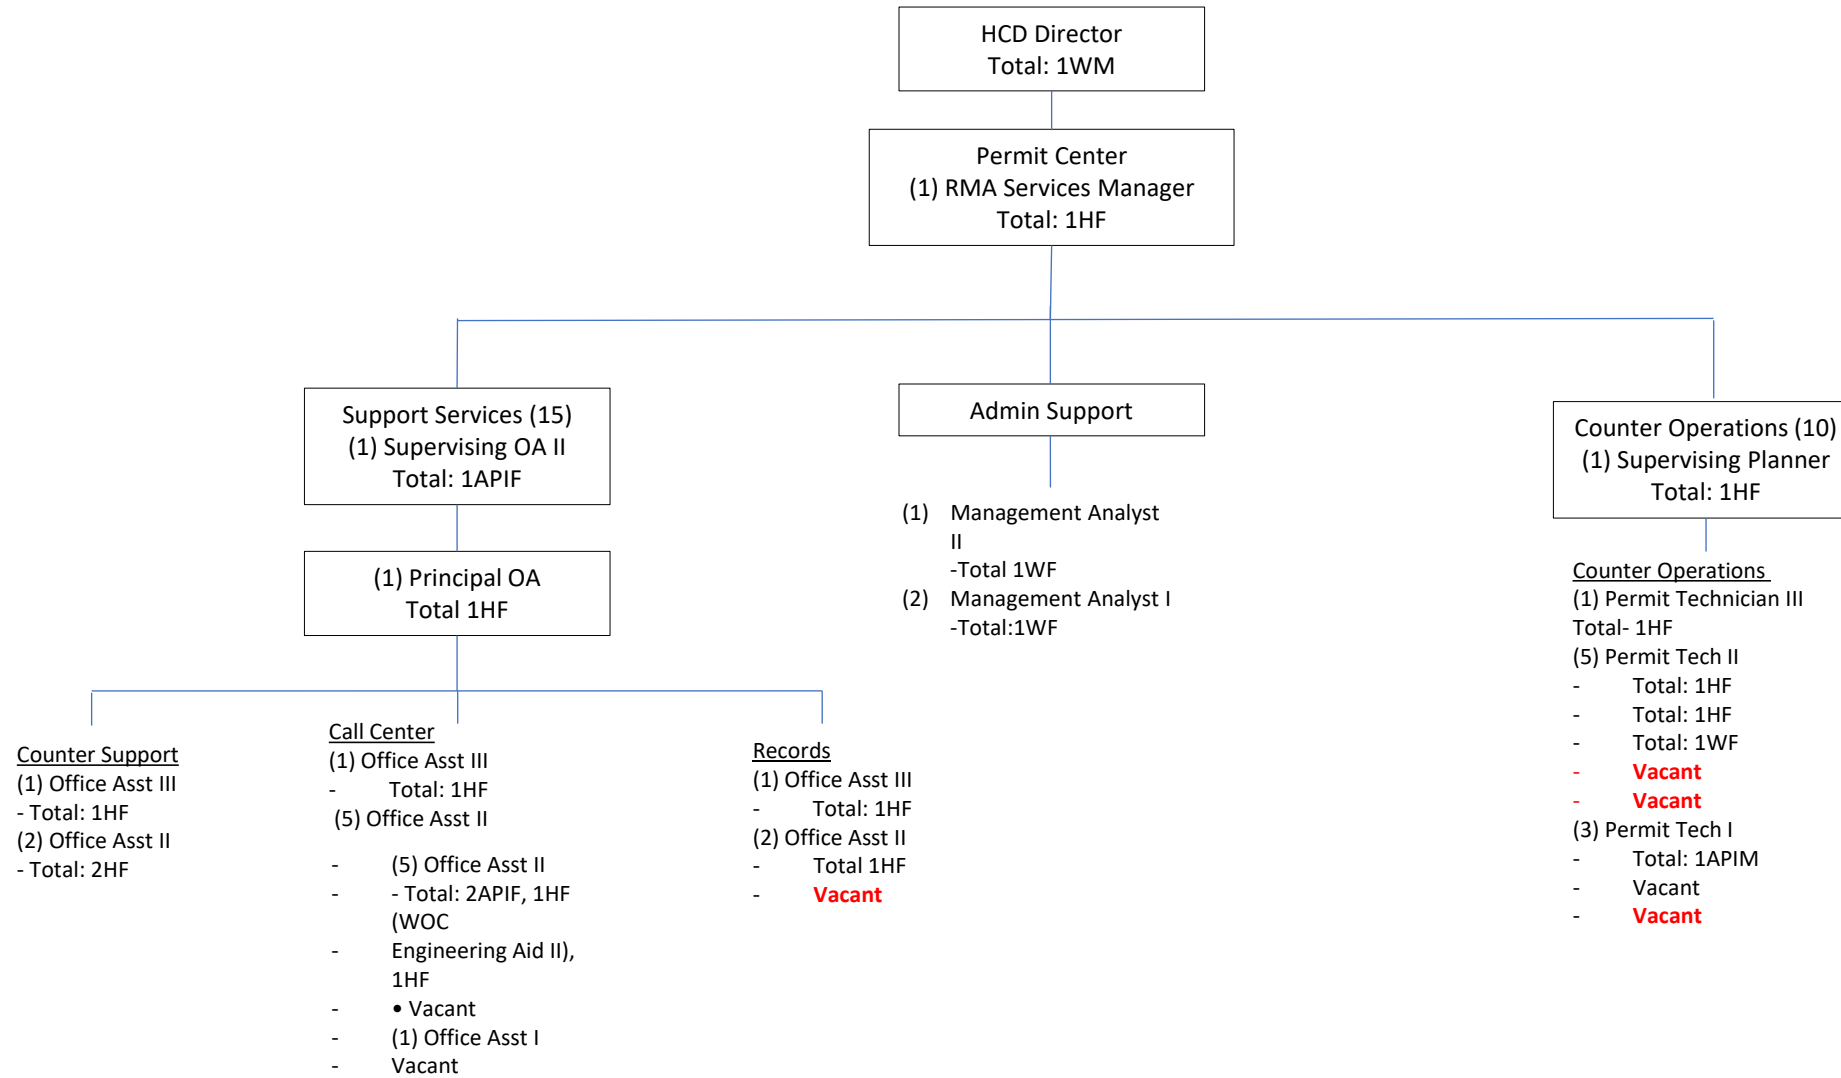 HCD Director
Total: 1WM
Permit Center
(1) RMA Services Manager
Total: 1HF
Support Services (15)
(1) Supervising OA II
Total: 1APIF
(1) Principal OA
Total 1HF
Counter Support
(1) Office Asst III
- Total: 1HF
(2) Office Asst II
- Total: 2HF
Call Center
(1) Office Asst III
- Total: 1HF
(5) Office Asst II
- (5) Office Asst II
- - Total: 2APIF, 1HF
(WOC
- Engineering Aid II),
1HF
- • Vacant
- (1) Office Asst I
- Vacant
Records
(1) Office Asst III
- Total: 1HF
(2) Office Asst II
- Total 1HF
- Vacant
Admin Support
(1) Management Analyst
II
-Total 1WF
(2) Management Analyst I
-Total:1WF
Counter Operations (10)
(1) Supervising Planner
Total: 1HF
Counter Operations
(1) Permit Technician III
Total- 1HF
(5) Permit Tech II
- Total: 1HF
- Total: 1HF
- Total: 1WF
- Vacant
- Vacant
(3) Permit Tech I
- Total: 1APIM
- Vacant
- Vacant